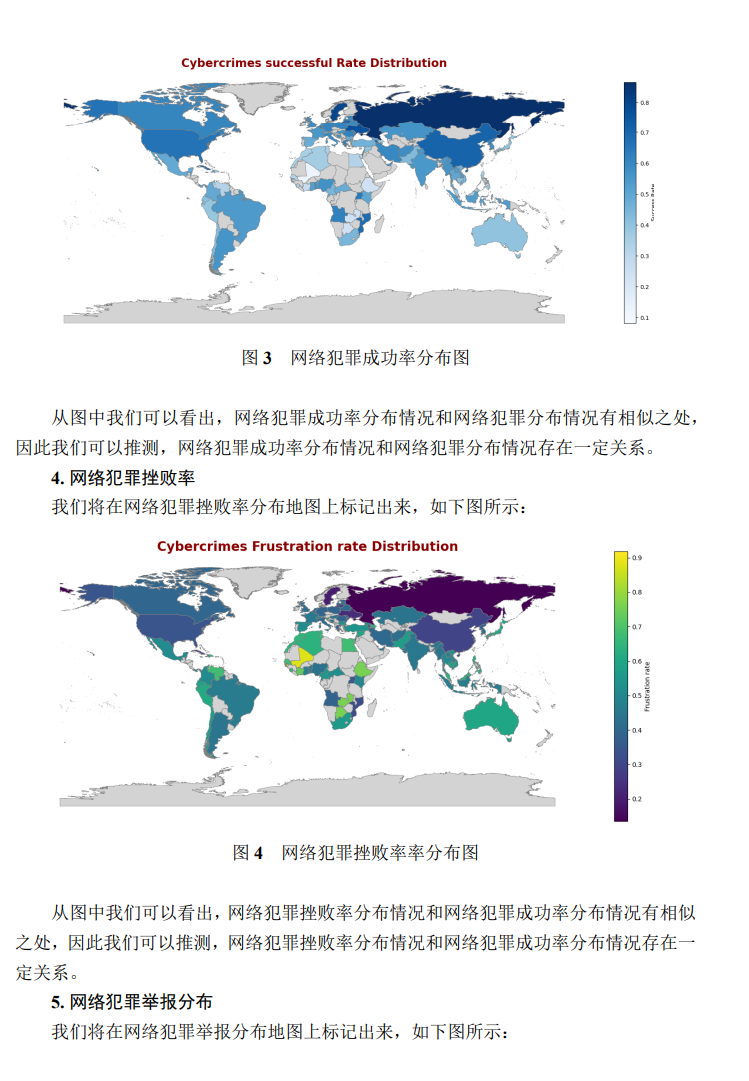 Cybercrimes successful Rate Distribution
0.8
0.7
0.6
0.5
0.4
0.3
0.2
0.1
Success Rate
图 3 网络犯罪成功率分布图
从图中我们可以看出，网络犯罪成功率分布情况和网络犯罪分布情况有相似之处，
因此我们可以推测，网络犯罪成功率分布情况和网络犯罪分布情况存在一定关系。
4. 网络犯罪挫败率
我们将在网络犯罪挫败率分布地图上标记出来，如下图所示：
Cybercrimes Frustration rate Distribution
0.9
0.8
0.7
0.6
0.5
0.4
0.3
0.2
Frustration rate
图 4 网络犯罪挫败率率分布图
从图中我们可以看出，网络犯罪挫败率分布情况和网络犯罪成功率分布情况有相似
之处，因此我们可以推测，网络犯罪挫败率分布情况和网络犯罪成功率分布情况存在一
定关系。
5. 网络犯罪举报分布
我们将在网络犯罪举报分布地图上标记出来，如下图所示：